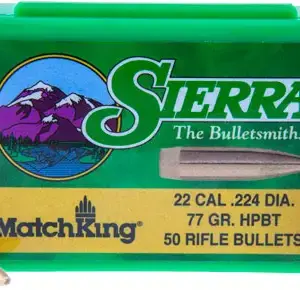 SIERRA
The Bulletsmiths.
MatchKing®
22 CAL .224 DIA.
77 GR. HPBT
50 RIFLE BULLETS